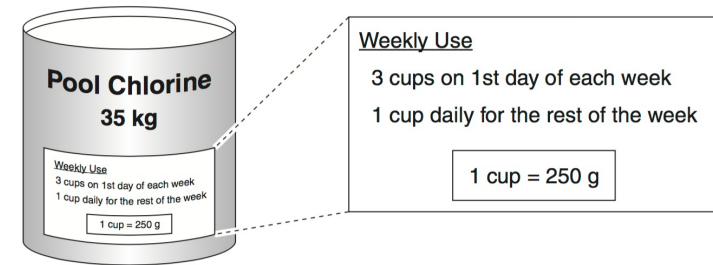 Pool Chlorine
35 kg
Weekly Use
3 cups on 1st day of each week
1 cup daily for the rest of the week
1 cup = 250 g
Weekly Use
3 cups on 1st day of each week
1 cup daily for the rest of the week
1 cup = 250 g